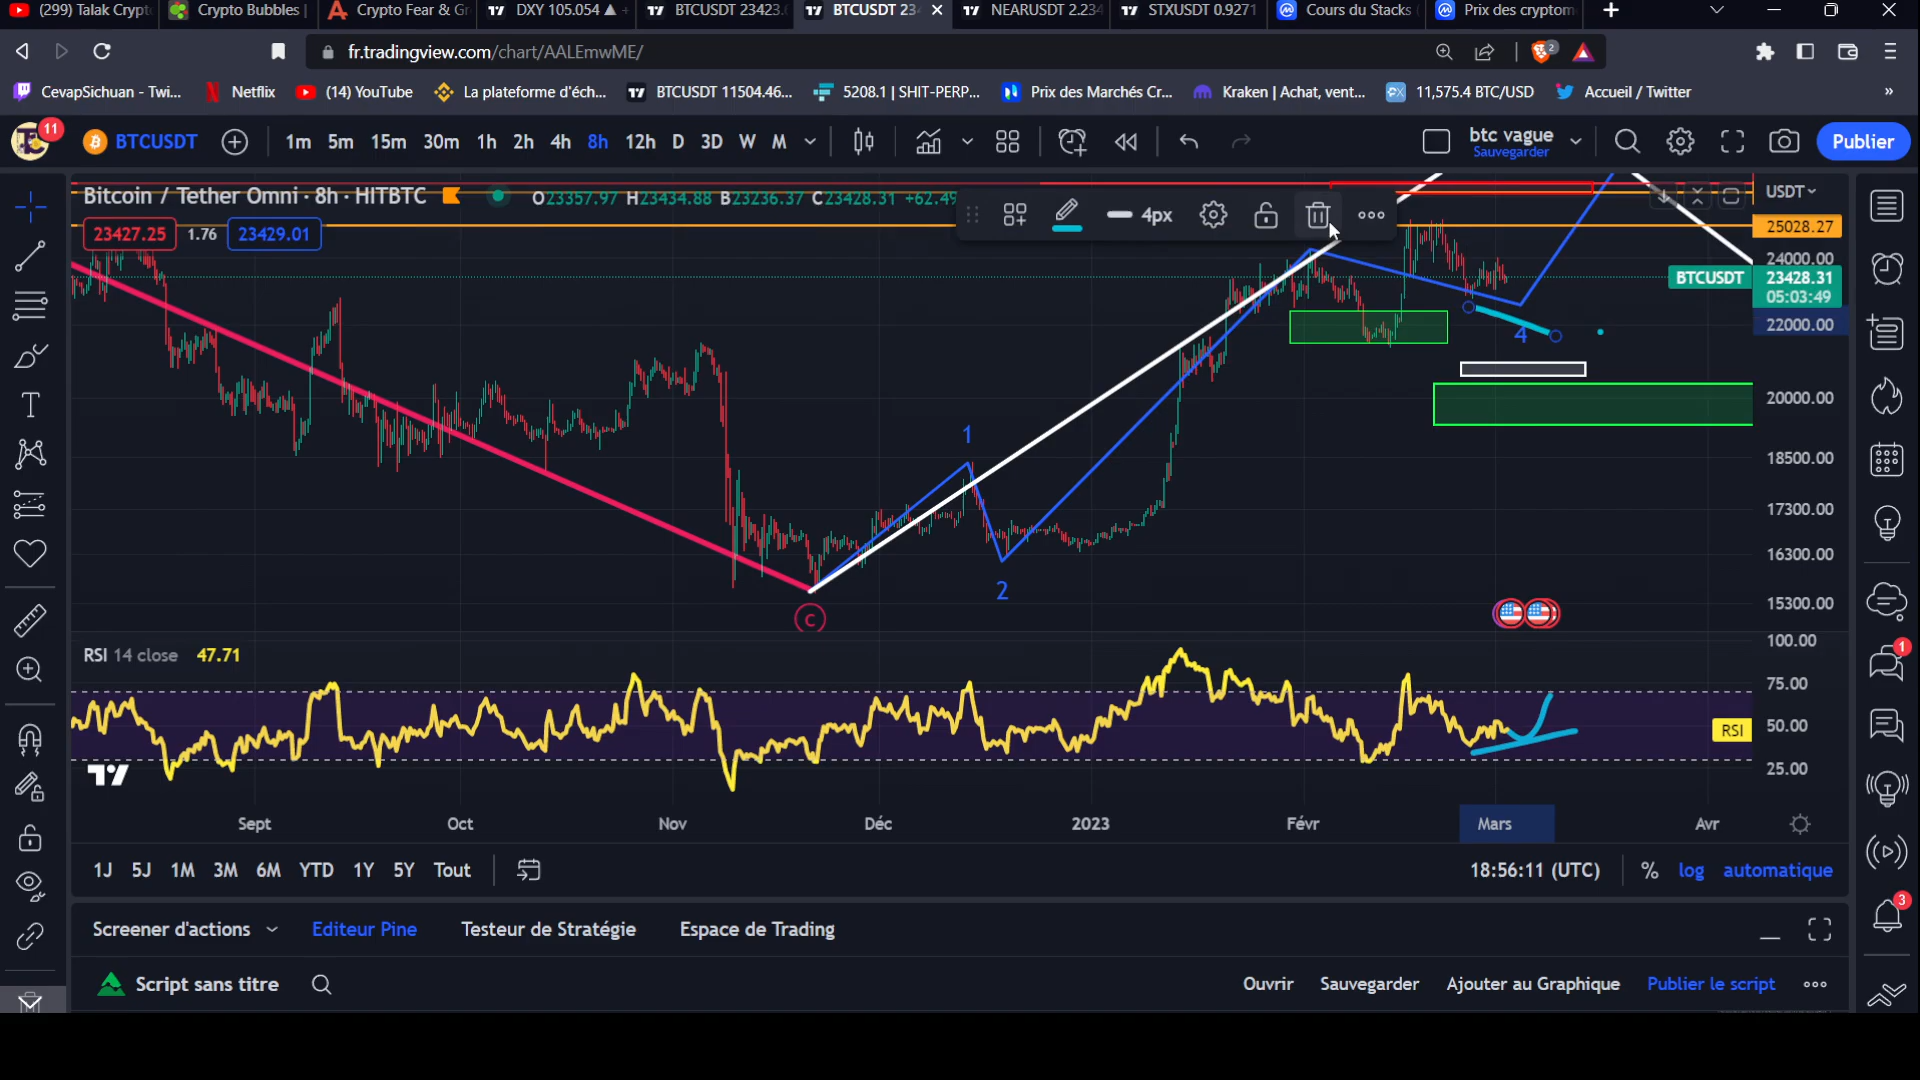 (299) Talak Crypt
Crypto Bubbles |
Crypto Fear & Gr
DXY 105.054 ▲ +
BTCUSDT 23423.
BTCUSDT 23
NEARUSDT 2.234
STXUSDT 0.9271
Cours du Stacks
Prix des cryptom
fr.tradingview.com/chart/AALEmwME/
2
CevapSichuan - Twi...
Netflix
(14) YouTube
La plateforme d'éch...
BTCUSDT 11504.46...
5208.1 | SHIT-PERP...
Prix des Marchés Cr...
Kraken | Achat, vent...
11,575.4 BTC/USD
Accueil / Twitter
»
11
BTCUSDT
1m 5m 15m 30m 1h 2h 4h 8h 12h D 3D W M
btc vague
Sauvegarder
Publier
Bitcoin / Tether Omni · 8h · HITBTC
O23357.97 H23434.88 B23236.37 C23428.31 +62.49
23427.25 1.76 23429.01
4px
USDT
25028.27
24000.00
BTCUSDT
23428.31
05:03:49
22000.00
20000.00
18500.00
17300.00
16300.00
15300.00
1
2
4
C
RSI 14 close 47.71
100.00
75.00
50.00
RSI
25.00
Sept Oct Nov Déc 2023 Févr Mars Avr
1J 5J 1M 3M 6M YTD 1Y 5Y Tout
18:56:11 (UTC)
% log automatique
Screener d'actions
Editeur Pine
Testeur de Stratégie
Espace de Trading
Script sans titre
Ouvrir
Sauvegarder
Ajouter au Graphique
Publier le script
1
3